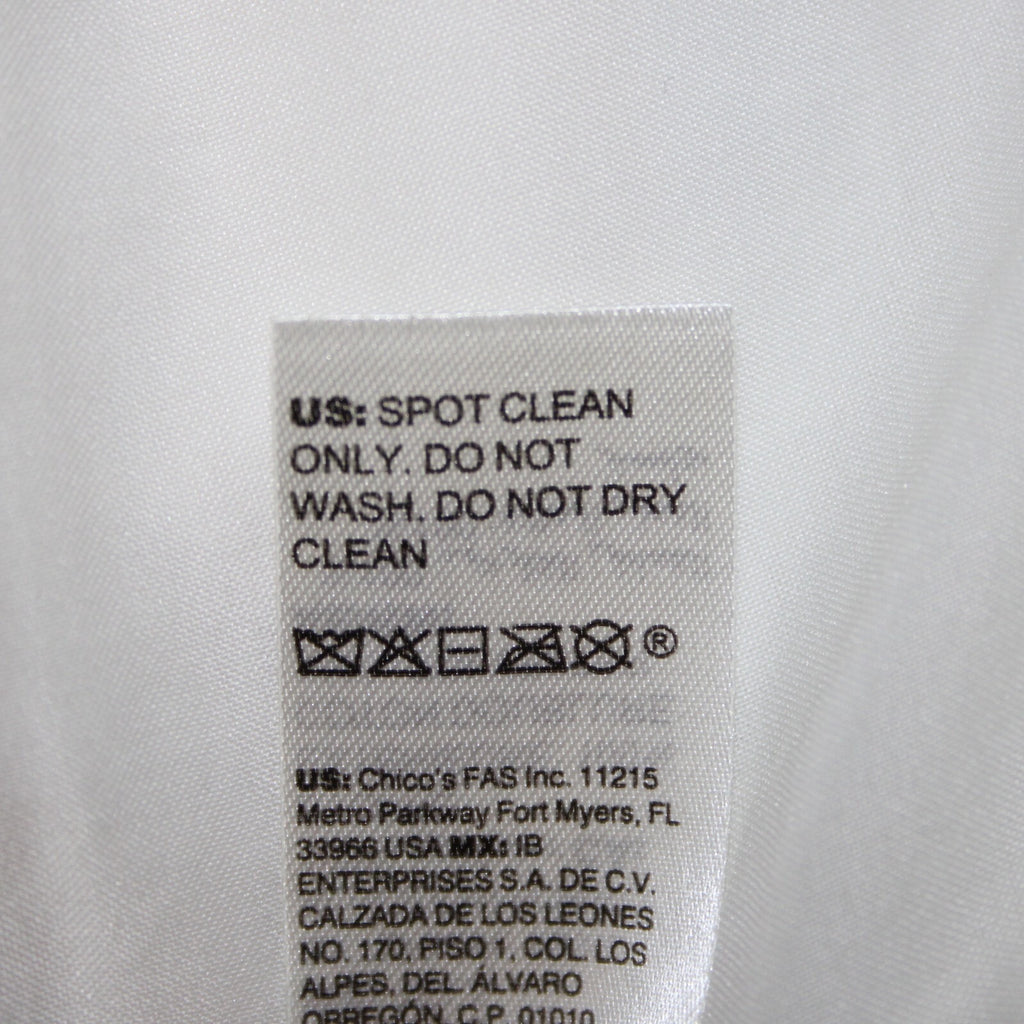 US: SPOT CLEAN
ONLY. DO NOT
WASH. DO NOT DRY
CLEAN
®
US: Chico's FAS Inc. 11215
Metro Parkway Fort Myers, FL
33966 USA MX: IB
ENTERPRISES S.A. DE C.V.
CALZADA DE LOS LEONES
NO. 170, PISO 1, COL. LOS
ALPES, DEL. ÁLVARO
OBREGÓN, C.P. 01010